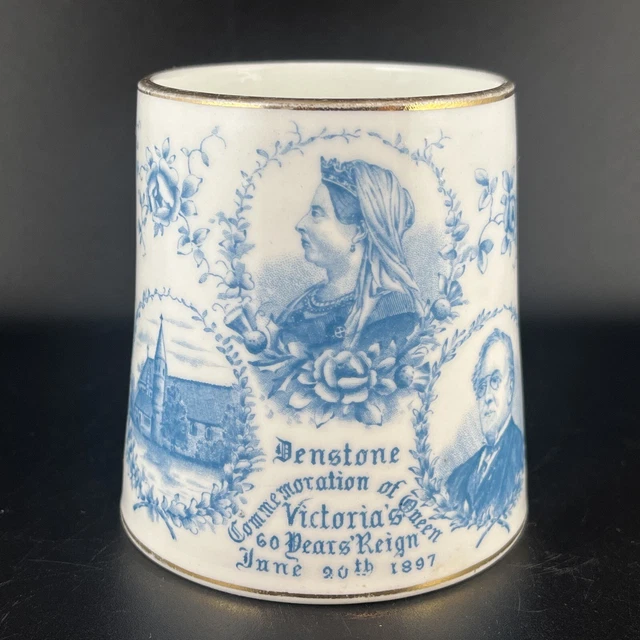 Denstone
Commemoration of Queen
Victoria's
60 Years' Reign
June 20th 1897